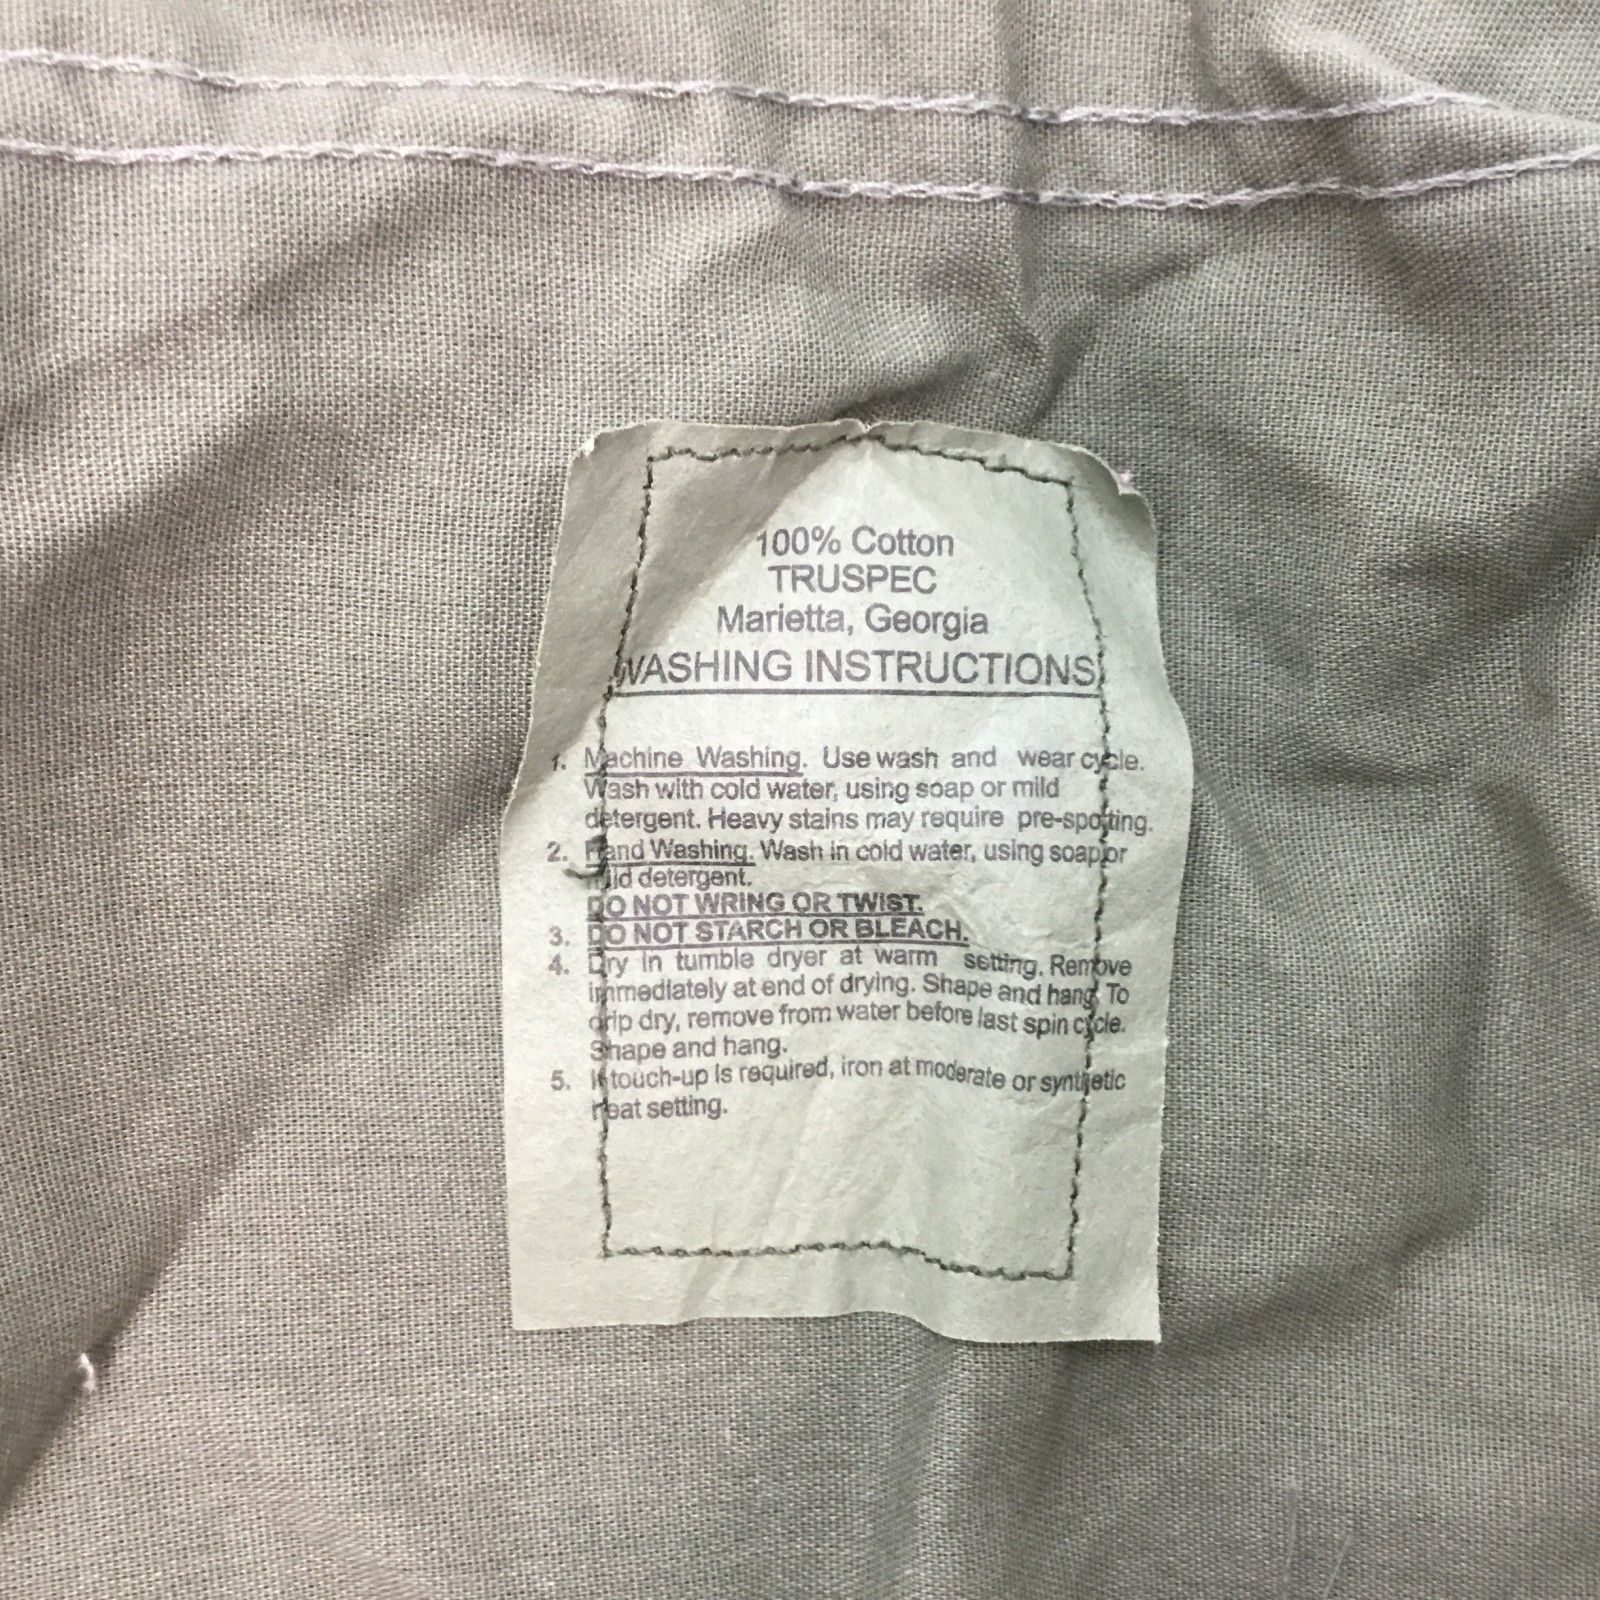 100% Cotton
TRUSPEC
Marietta, Georgia
WASHING INSTRUCTIONS
1. Machine Washing. Use wash and wear cycle.
Wash with cold water, using soap or mild
detergent. Heavy stains may require pre-spotting.
2. Hand Washing. Wash in cold water, using soap or
mild detergent.
DO NOT WRING OR TWIST.
3. DO NOT STARCH OR BLEACH.
4. Dry in tumble dryer at warm setting. Remove
immediately at end of drying. Shape and hang. To
drip dry, remove from water before last spin cycle.
Shape and hang.
5. If touch-up is required, iron at moderate or synthetic
heat setting.